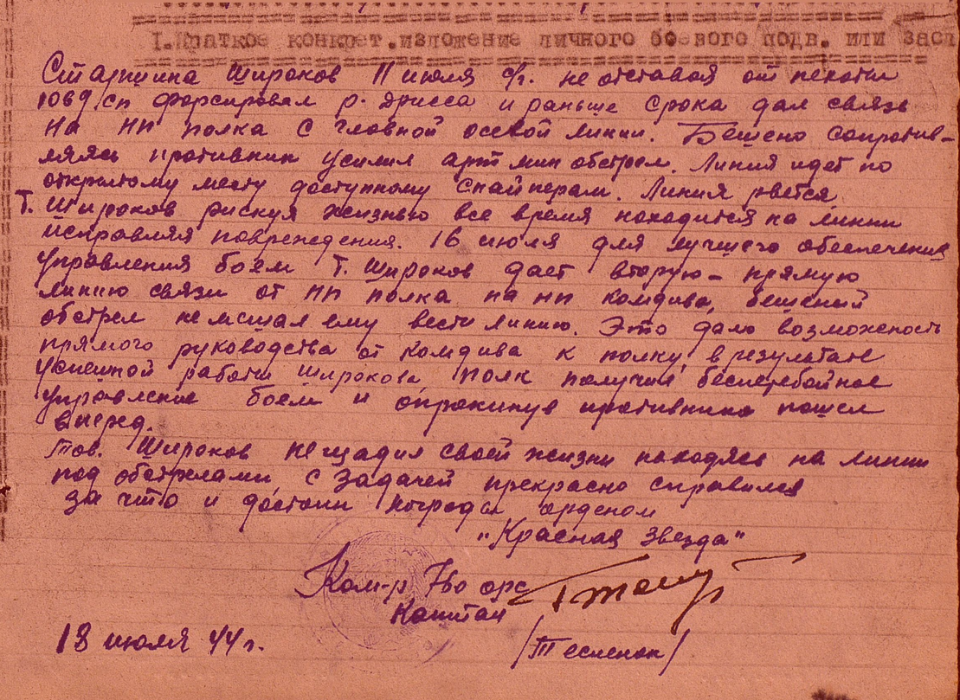 I.Краткое конкрет.изложение личного боевого подв. или засл
Старшина Широков 11 июля с/г. не отставая от пехоты
1069 сп форсировал р. Дрисса и раньше срока дал связь
на НП полка с главной осевой линии. Бешено сопротив-
ляясь противник усилил арт мин обстрел. Линия идет по
открытому месту доступному снайперам. Линия рвется
Т. Широков рискуя жизнью все время находится на линии
исправляя повреждения. 16 июля для лучшего обеспечения
управления боем Т. Широков дает вторую – прямую
линию связи от НП полка на НП комдива, бешеный
обстрел не мешал ему вести линию. Это дало возможность
прямого руководства от комдива к полку, в результате
успешной работы Широкова, полк получил бесперебойное
управление боем и опрокинув противника пошел
вперед.
Тов. Широков не щадил своей жизни находясь на линии
под обстрелами, с задачей прекрасно справился
за что и достоин награды орденом
"Красная Звезда"
Ком-р 760 орс
Капитан
18 июля 44 г.
/Тесленок/